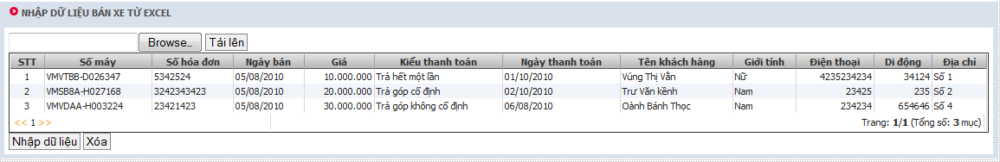 NHẬP DỮ LIỆU BÁN XE TỪ EXCEL
Browse... Tải lên
STT Số máy Số hóa đơn Ngày bán Giá Kiểu thanh toán Ngày thanh toán Tên khách hàng Giới tính Điện thoại Di động Địa chỉ
1 VMVTBB-D026347 5342524 05/08/2010 10.000.000 Trả hết một lần 01/10/2010 Vúng Thị Vằn Nữ 4235234234 34124 Số 1
2 VMSB8A-H027168 3242343423 05/08/2010 20.000.000 Trả góp cố định 02/10/2010 Trư Văn kềnh Nam 23425 235 Số 2
3 VMVDAA-H003224 23421423 05/08/2010 30.000.000 Trả góp không cố định 06/08/2010 Oành Bánh Thọc Nam 234234 654646 Số 4
<< 1 >> Trang: 1/1 (Tổng số: 3 mục)
Nhập dữ liệu Xóa